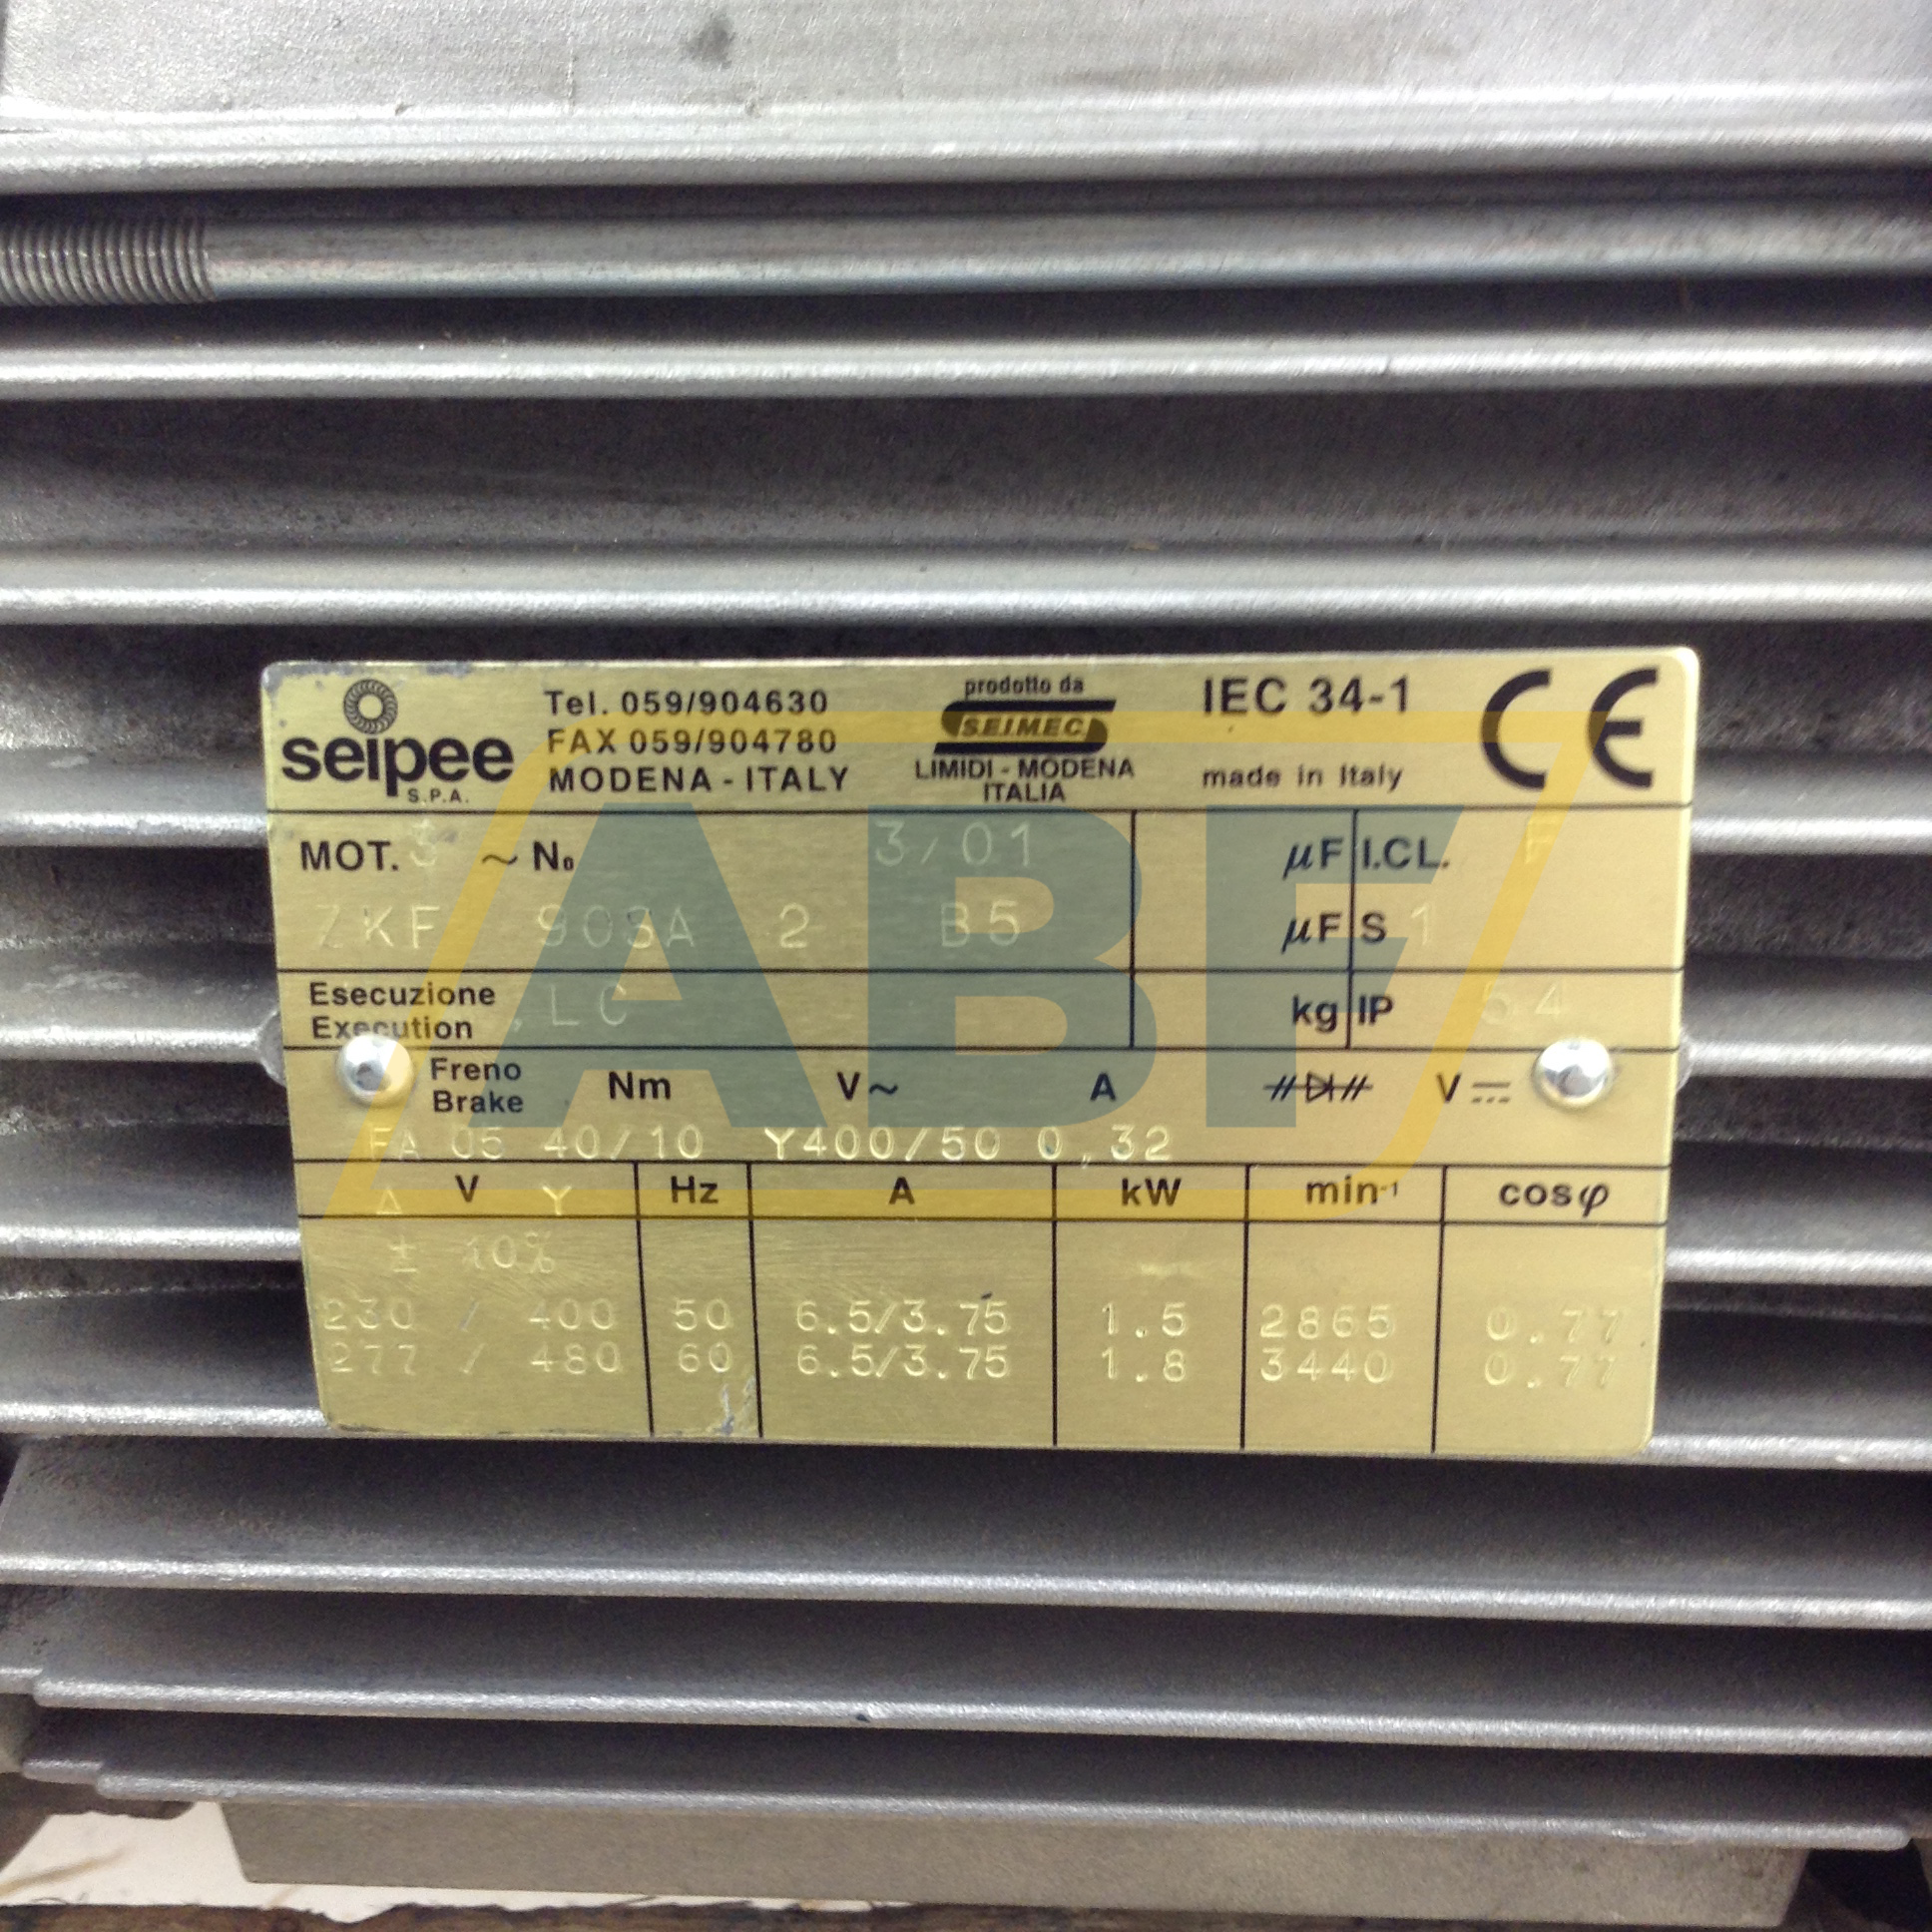 seipee
S.P.A.
Tel. 059/904630
FAX 059/904780
MODENA - ITALY
prodotto da
S.E.I.M.E.C.
LIMIDI - MODENA
ITALIA
IEC 34-1
made in Italy
CE
MOT. 3 ~ No 3/01 µF I.CL. F
ZKF 90SA 2 B5 µF S 1
Esecuzione
Execution .LC kg IP 54
Freno
Brake Nm V~ A V
FA 05 40/10 Y400/50 0,32
Δ V Y Hz A kW min-1 cosφ
± 10%
230 / 400 50 6.5/3.75 1.5 2865 0.77
277 / 480 60 6.5/3.75 1.8 3440 0.77
ABF